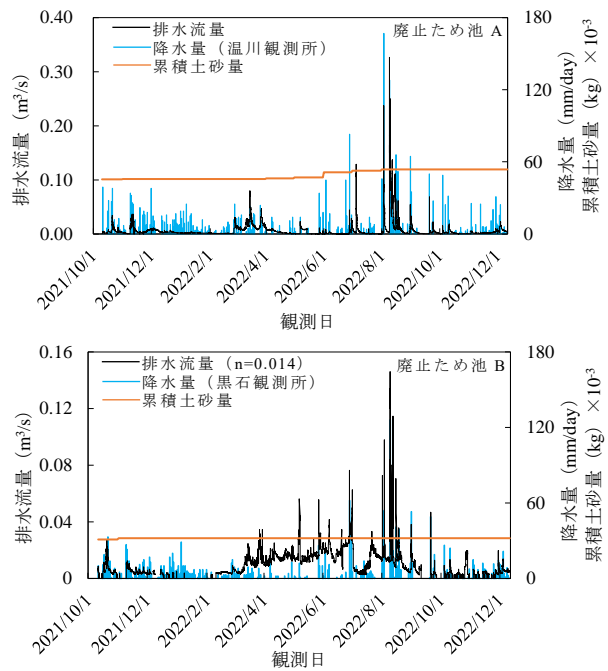 排水流量
降水量（温川観測所）
累積土砂量
廃止ため池 A
0.40
0.30
0.20
0.10
0.00
排水流量（m³/s）
180
120
60
0
降水量（mm/day）
累積土砂量（kg）×10⁻³
2021/10/1
2021/12/1
2022/2/1
2022/4/1
2022/6/1
2022/8/1
2022/10/1
2022/12/1
観測日
排水流量（n=0.014）
降水量（黒石観測所）
累積土砂量
廃止ため池 B
0.16
0.12
0.08
0.04
0
排水流量（m³/s）
180
120
60
0
降水量（mm/day）
累積土砂量（kg）×10⁻³
2021/10/1
2021/12/1
2022/2/1
2022/4/1
2022/6/1
2022/8/1
2022/10/1
2022/12/1
観測日